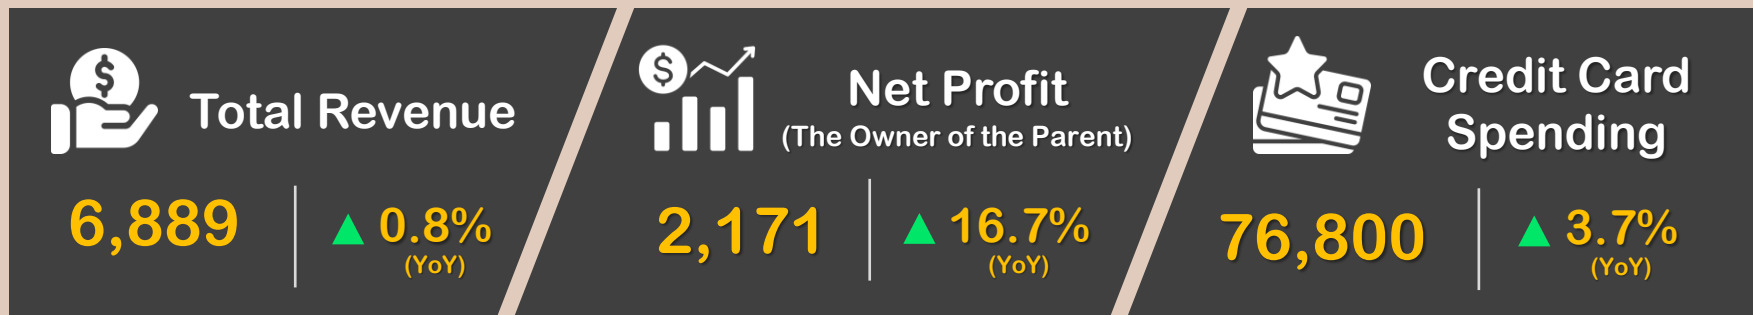 Total Revenue
6,889
▲ 0.8%
(YoY)
Net Profit
(The Owner of the Parent)
2,171
▲ 16.7%
(YoY)
Credit Card
Spending
76,800
▲ 3.7%
(YoY)